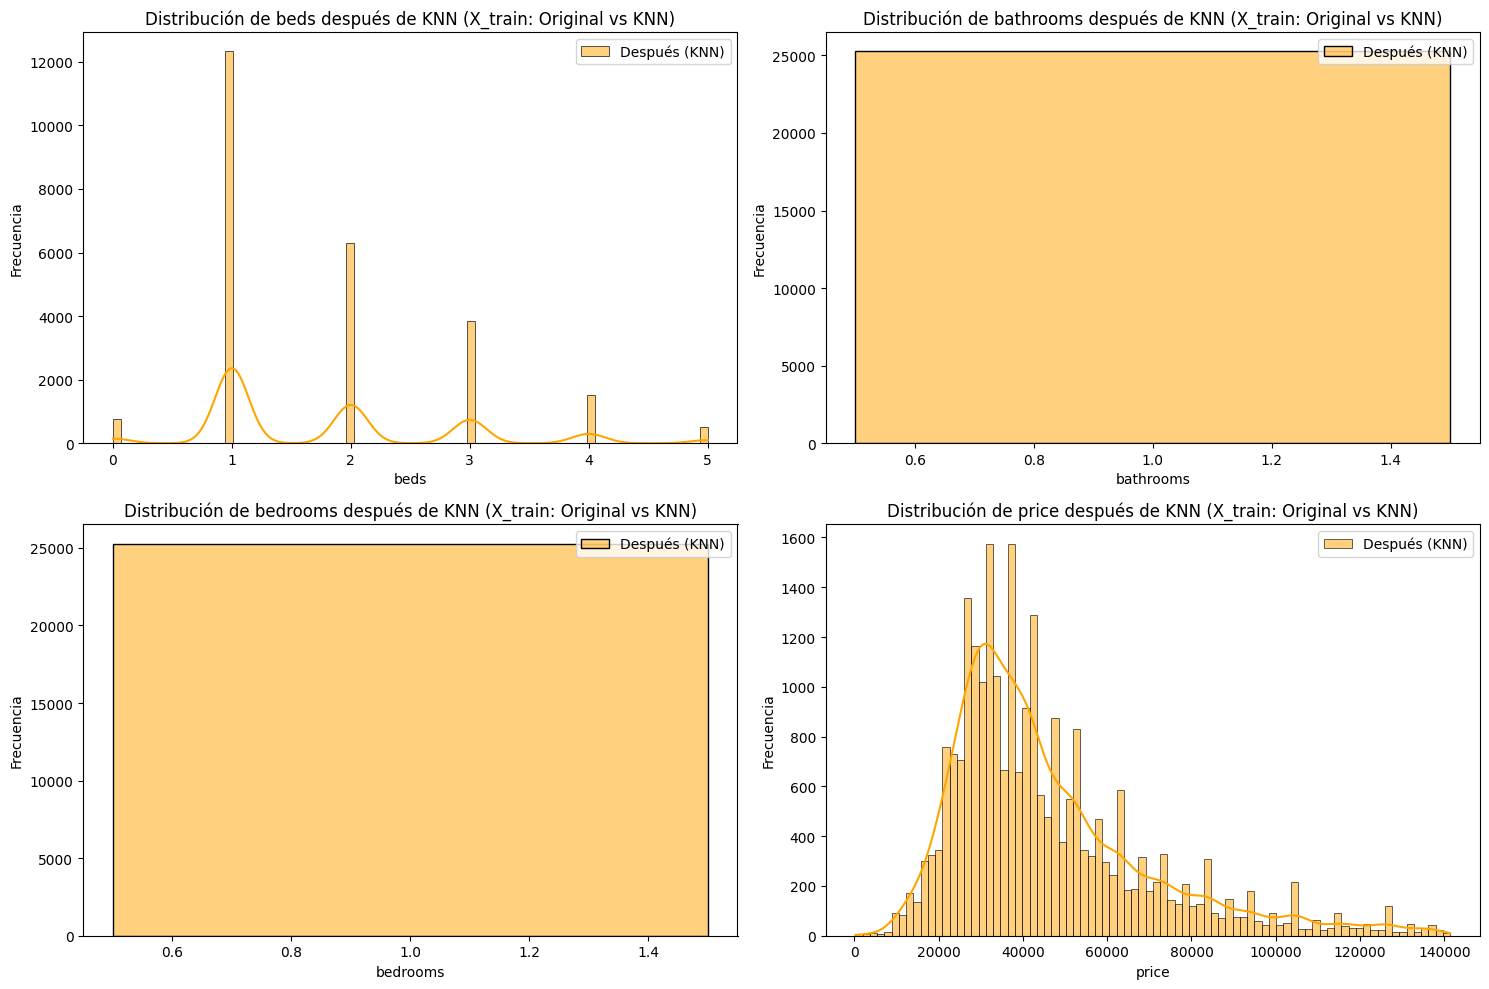 Distribución de beds después de KNN (X_train: Original vs KNN)
Después (KNN)
12000
10000
8000
6000
4000
2000
0
Frecuencia
0 1 2 3 4 5
beds
Distribución de bathrooms después de KNN (X_train: Original vs KNN)
Después (KNN)
25000
20000
15000
10000
5000
0
Frecuencia
0.6 0.8 1.0 1.2 1.4
bathrooms
Distribución de bedrooms después de KNN (X_train: Original vs KNN)
Después (KNN)
25000
20000
15000
10000
5000
0
Frecuencia
0.6 0.8 1.0 1.2 1.4
bedrooms
Distribución de price después de KNN (X_train: Original vs KNN)
Después (KNN)
1600
1400
1200
1000
800
600
400
200
0
Frecuencia
0 20000 40000 60000 80000 100000 120000 140000
price